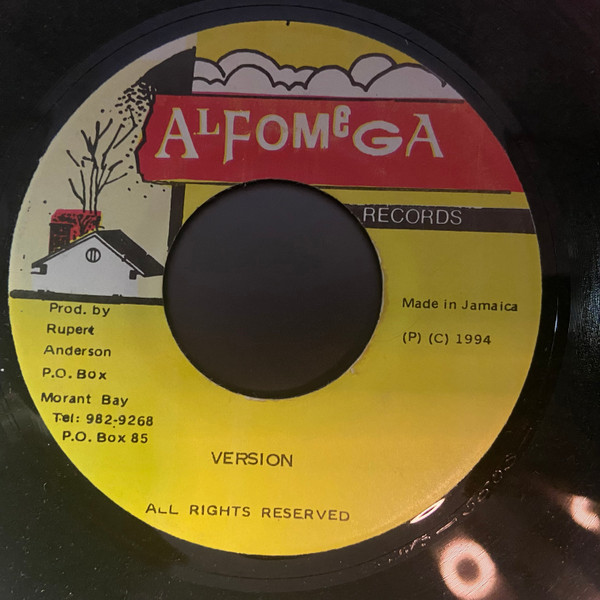 ALFOMeGA
RECORDS
Prod. by
Rupert
Anderson
P.O. Box
Morant Bay
Tel: 982-9268
P.O. Box 85
Made in Jamaica
(P) (C) 1994
VERSION
ALL RIGHTS RESERVED